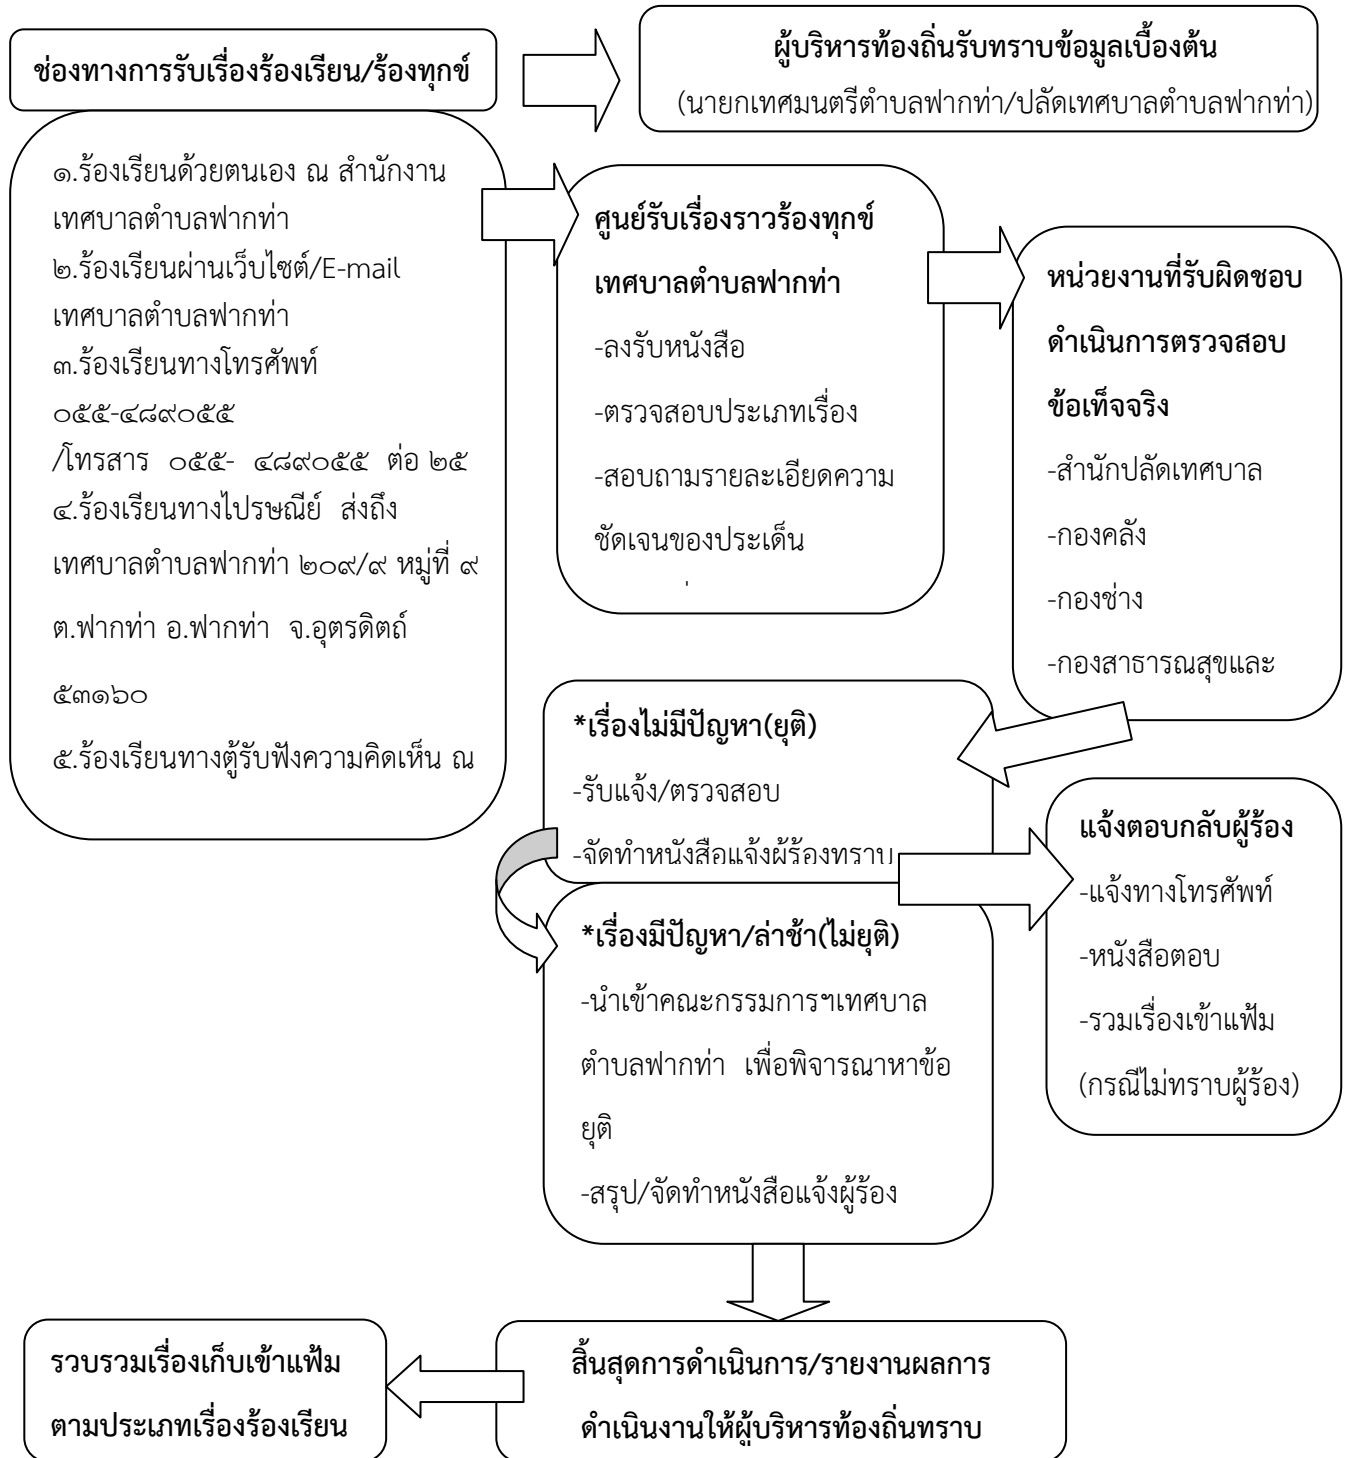 ช่องทางการรับเรื่องร้องเรียน/ร้องทุกข์
ผู้บริหารท้องถิ่นรับทราบข้อมูลเบื้องต้น
(นายกเทศมนตรีตำบลฟากท่า/ปลัดเทศบาลตำบลฟากท่า)
๑.ร้องเรียนด้วยตนเอง ณ สำนักงาน
เทศบาลตำบลฟากท่า
๒.ร้องเรียนผ่านเว็บไซต์/E-mail
เทศบาลตำบลฟากท่า
๓.ร้องเรียนทางโทรศัพท์
๐๕๕-๔๘๙๐๕๕
/โทรสาร ๐๕๕- ๔๘๙๐๕๕ ต่อ ๒๕
๔.ร้องเรียนทางไปรษณีย์ ส่งถึง
เทศบาลตำบลฟากท่า ๒๐๙/๙ หมู่ที่ ๙
ต.ฟากท่า อ.ฟากท่า จ.อุตรดิตถ์
๕๓๑๖๐
๕.ร้องเรียนทางตู้รับฟังความคิดเห็น ณ
ศูนย์รับเรื่องราวร้องทุกข์
เทศบาลตำบลฟากท่า
-ลงรับหนังสือ
-ตรวจสอบประเภทเรื่อง
-สอบถามรายละเอียดความ
ชัดเจนของประเด็น
หน่วยงานที่รับผิดชอบ
ดำเนินการตรวจสอบ
ข้อเท็จจริง
-สำนักปลัดเทศบาล
-กองคลัง
-กองช่าง
-กองสาธารณสุขและ
*เรื่องไม่มีปัญหา(ยุติ)
-รับแจ้ง/ตรวจสอบ
-จัดทำหนังสือแจ้งผู้ร้องทราบ
*เรื่องมีปัญหา/ล่าช้า(ไม่ยุติ)
-นำเข้าคณะกรรมการฯเทศบาล
ตำบลฟากท่า เพื่อพิจารณาหาข้อ
ยุติ
-สรุป/จัดทำหนังสือแจ้งผู้ร้อง
แจ้งตอบกลับผู้ร้อง
-แจ้งทางโทรศัพท์
-หนังสือตอบ
-รวมเรื่องเข้าแฟ้ม
(กรณีไม่ทราบผู้ร้อง)
สิ้นสุดการดำเนินการ/รายงานผลการ
ดำเนินงานให้ผู้บริหารท้องถิ่นทราบ
รวบรวมเรื่องเก็บเข้าแฟ้ม
ตามประเภทเรื่องร้องเรียน